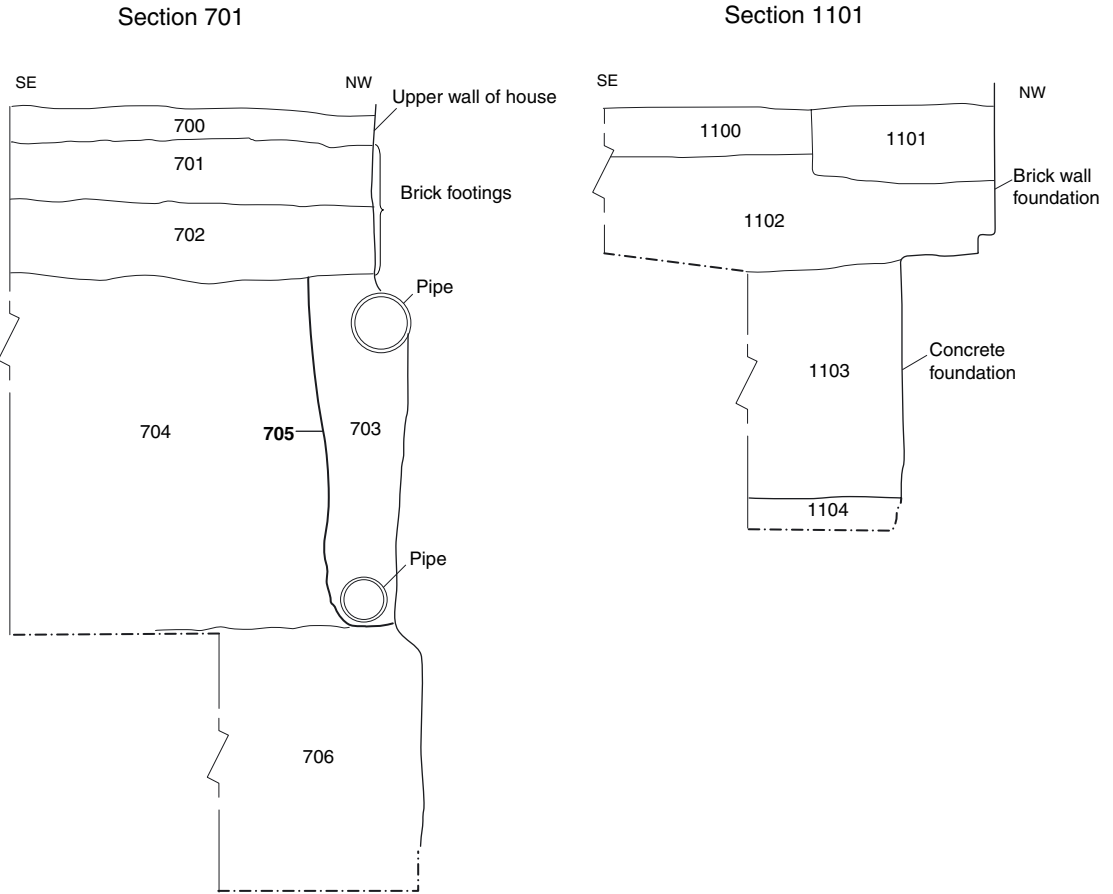 Section 701
SE
NW
Upper wall of house
700
701
Brick footings
702
Pipe
704
705
703
Pipe
706
Section 1101
SE
NW
1100
1101
Brick wall
foundation
1102
Concrete
foundation
1103
1104